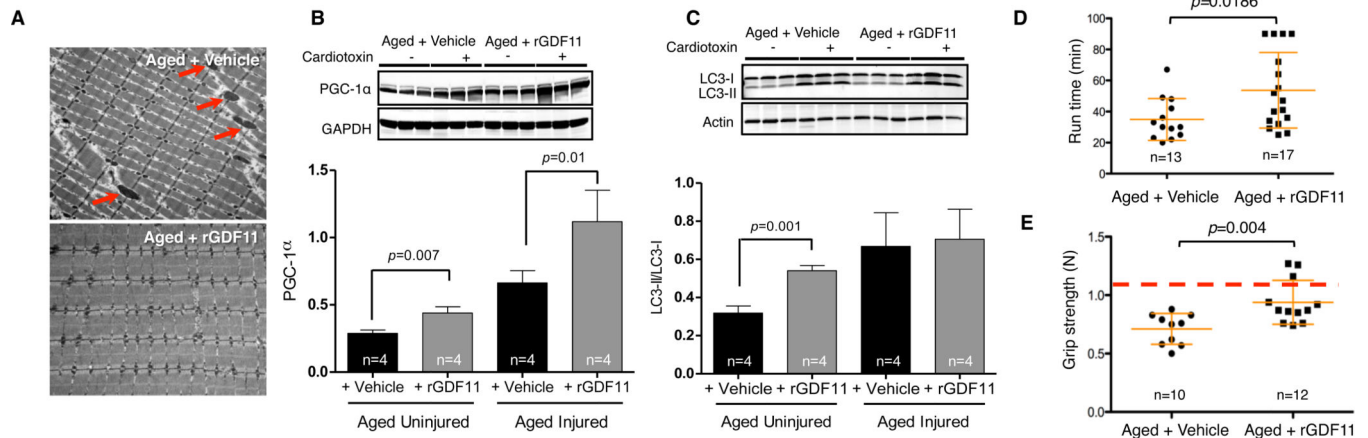 A
Aged + Vehicle
Aged + rGDF11
B
Aged + Vehicle Aged + rGDF11
Cardiotoxin - + - +
PGC-1α
GAPDH
PGC-1α
1.5
1.0
0.5
0.0
p=0.007
p=0.01
n=4 n=4 n=4 n=4
+ Vehicle + rGDF11 + Vehicle + rGDF11
Aged Uninjured Aged Injured
C
Aged + Vehicle Aged + rGDF11
Cardiotoxin - + - +
LC3-I
LC3-II
Actin
LC3-II/LC3-I
1.0
0.8
0.6
0.4
0.2
0.0
p=0.001
n=4 n=4 n=4 n=4
+ Vehicle + rGDF11 + Vehicle + rGDF11
Aged Uninjured Aged Injured
D
p=0.0186
Run time (min)
100
80
60
40
20
0
n=13 n=17
Aged + Vehicle Aged + rGDF11
E
p=0.004
Grip strength (N)
1.5
1.0
0.5
0.0
n=10 n=12
Aged + Vehicle Aged + rGDF11